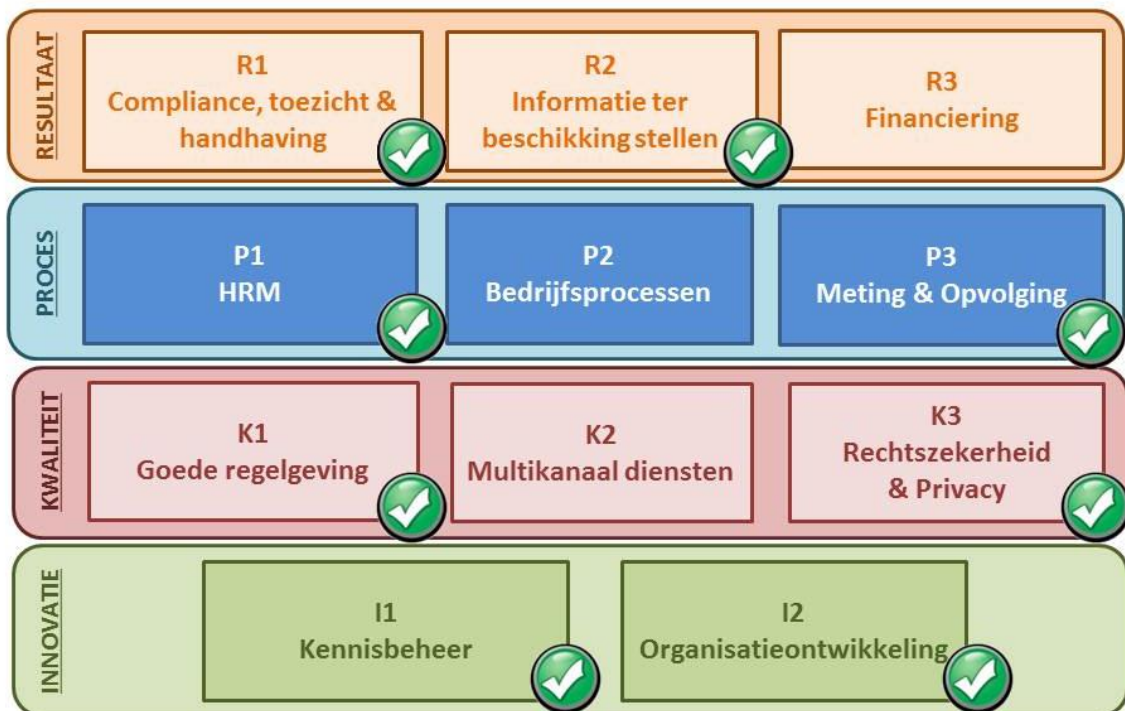 RESULTAAT
R1
Compliance, toezicht &
handhaving
R2
Informatie ter
beschikking stellen
R3
Financiering
PROCES
P1
HRM
P2
Bedrijfsprocessen
P3
Meting & Opvolging
KWALITEIT
K1
Goede regelgeving
K2
Multikanaal diensten
K3
Rechtszekerheid
& Privacy
INNOVATIE
I1
Kennisbeheer
I2
Organisatieontwikkeling